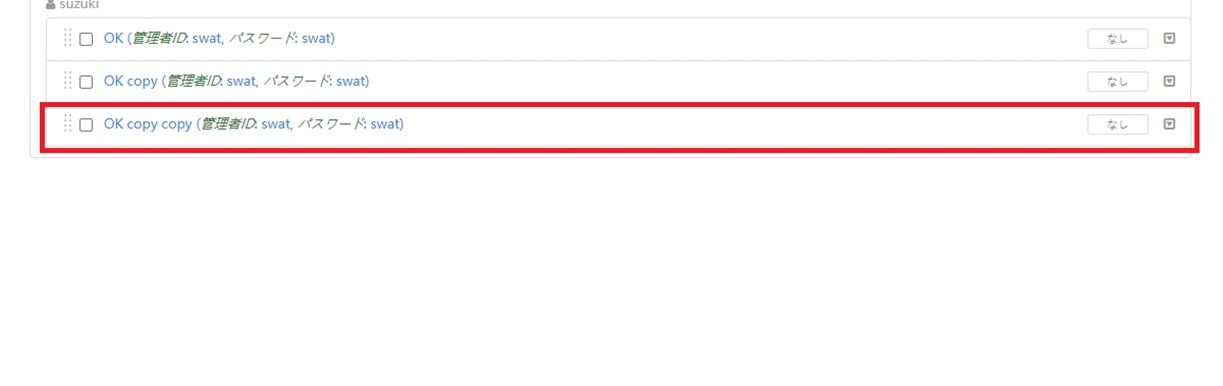 suzuki
OK (管理者ID: swat, パスワード: swat)
なし
OK copy (管理者ID: swat, パスワード: swat)
なし
OK copy copy (管理者ID: swat, パスワード: swat)
なし